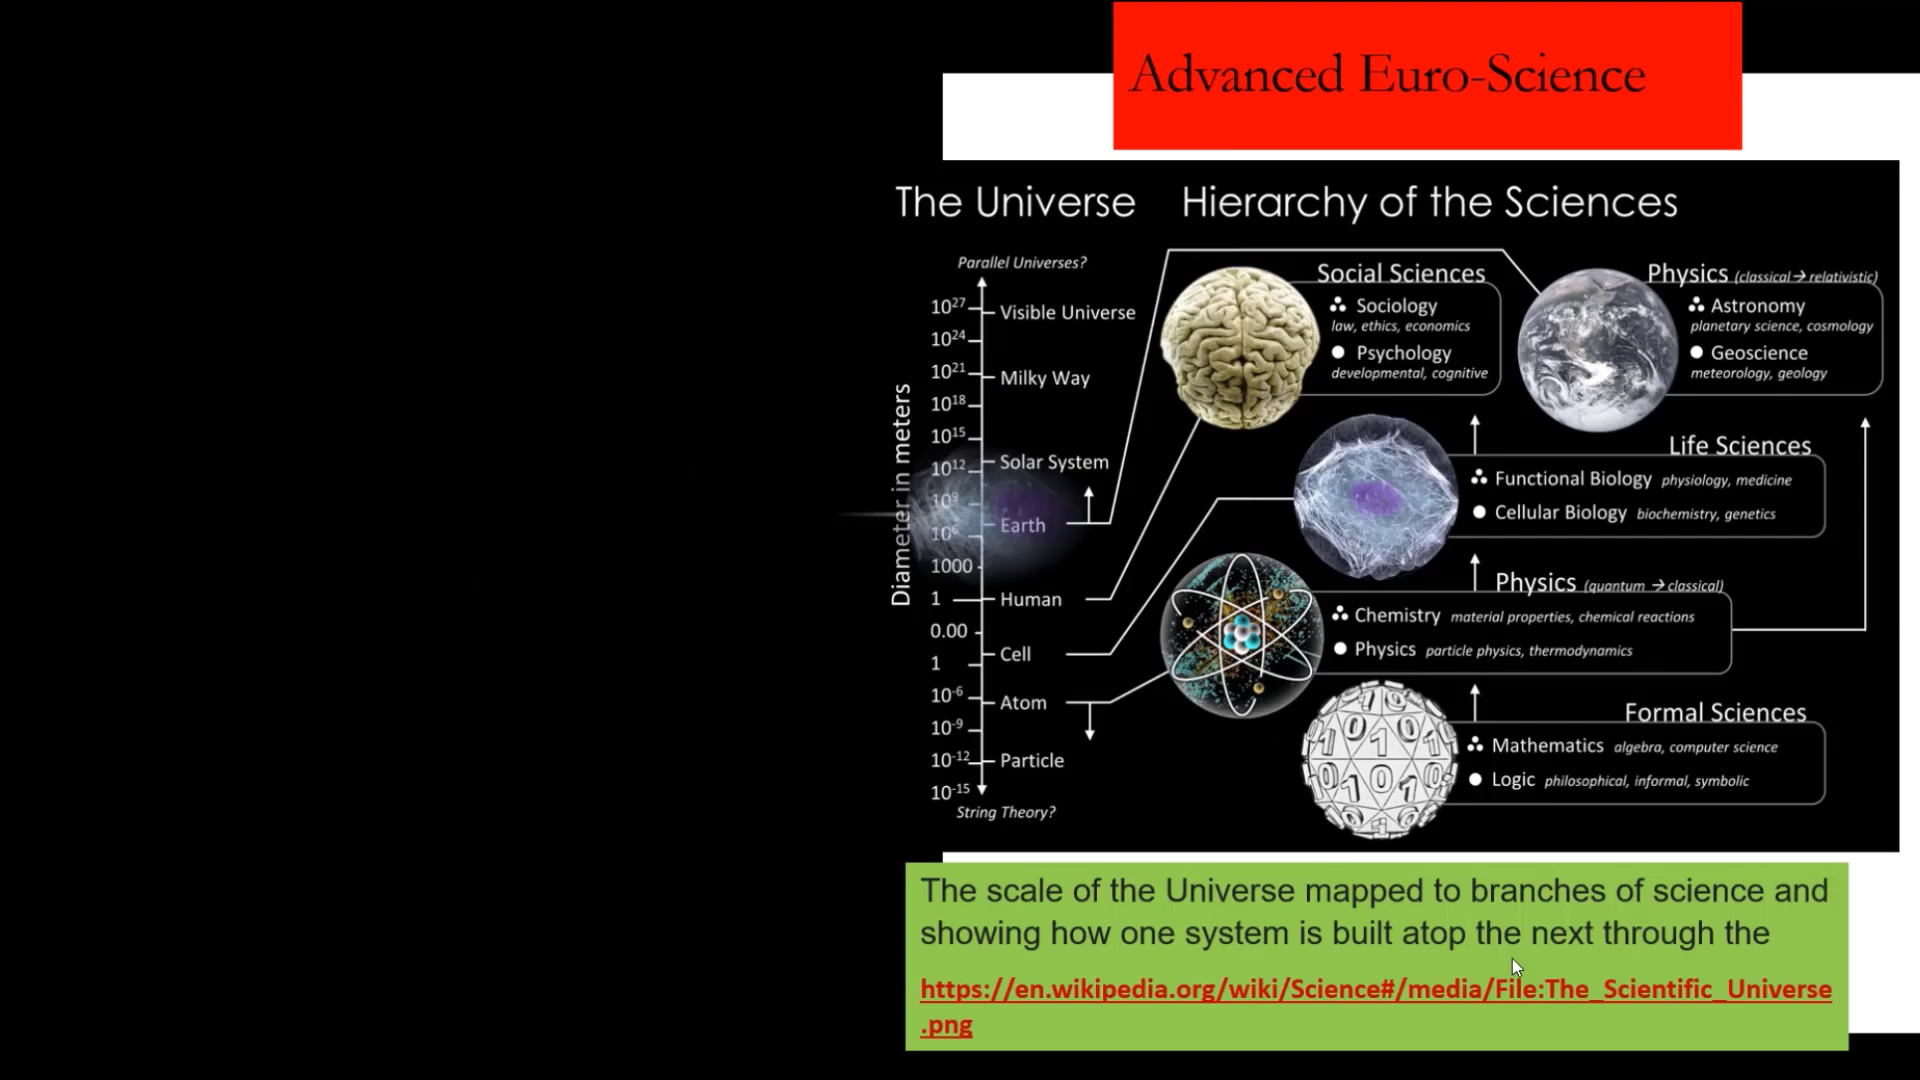 Advanced Euro-Science
The Universe
Hierarchy of the Sciences
Parallel Universes?
Diameter in meters
10²⁷
Visible Universe
10²⁴
10²¹
Milky Way
10¹⁸
10¹⁵
10¹²
Solar System
10⁹
Earth
10⁶
1000
1
Human
0.00
1
Cell
10⁻⁶
Atom
10⁻⁹
10⁻¹²
Particle
10⁻¹⁵
String Theory?
Social Sciences
Sociology
law, ethics, economics
Psychology
developmental, cognitive
Physics (classical → relativistic)
Astronomy
planetary science, cosmology
Geoscience
meteorology, geology
Life Sciences
Functional Biology physiology, medicine
Cellular Biology biochemistry, genetics
Physics (quantum → classical)
Chemistry material properties, chemical reactions
Physics particle physics, thermodynamics
Formal Sciences
Mathematics algebra, computer science
Logic philosophical, informal, symbolic
The scale of the Universe mapped to branches of science and
showing how one system is built atop the next through the
https://en.wikipedia.org/wiki/Science#/media/File:The_Scientific_Universe
.png